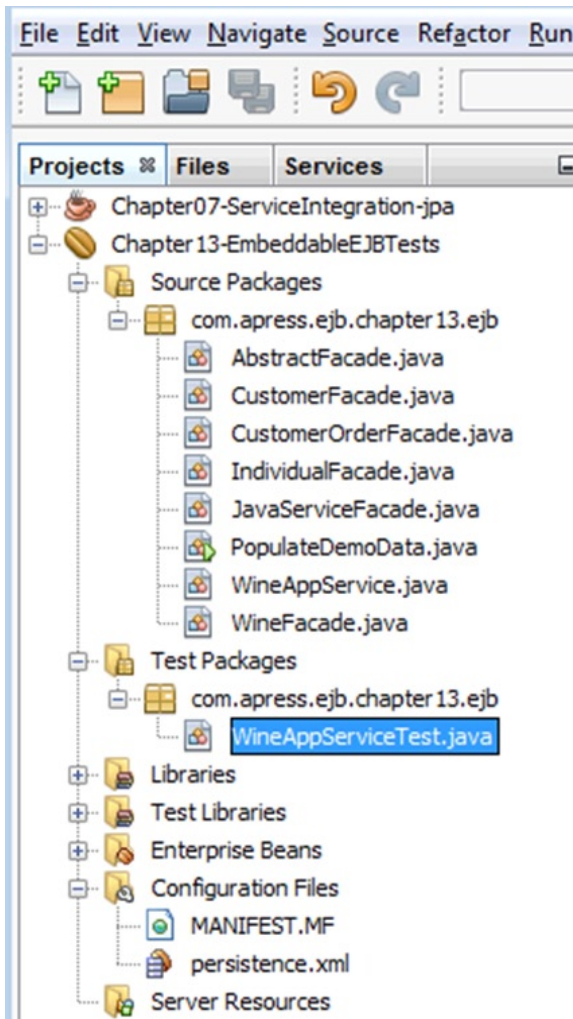 File Edit View Navigate Source Refactor Run
Projects Files Services
Chapter07-ServiceIntegration-jpa
Chapter13-EmbeddableEJBTests
Source Packages
com.apress.ejb.chapter13.ejb
AbstractFacade.java
CustomerFacade.java
CustomerOrderFacade.java
IndividualFacade.java
JavaServiceFacade.java
PopulateDemoData.java
WineAppService.java
WineFacade.java
Test Packages
com.apress.ejb.chapter13.ejb
WineAppServiceTest.java
Libraries
Test Libraries
Enterprise Beans
Configuration Files
MANIFEST.MF
persistence.xml
Server Resources